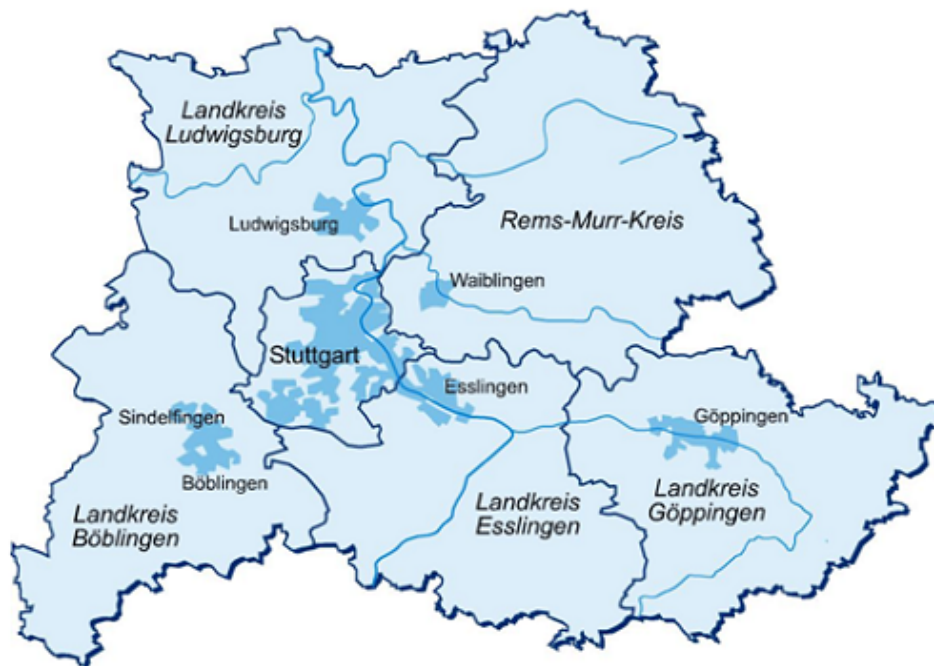 Landkreis
Ludwigsburg
Ludwigsburg
Rems-Murr-Kreis
Waiblingen
Stuttgart
Esslingen
Sindelfingen
Göppingen
Böblingen
Landkreis
Böblingen
Landkreis
Esslingen
Landkreis
Göppingen